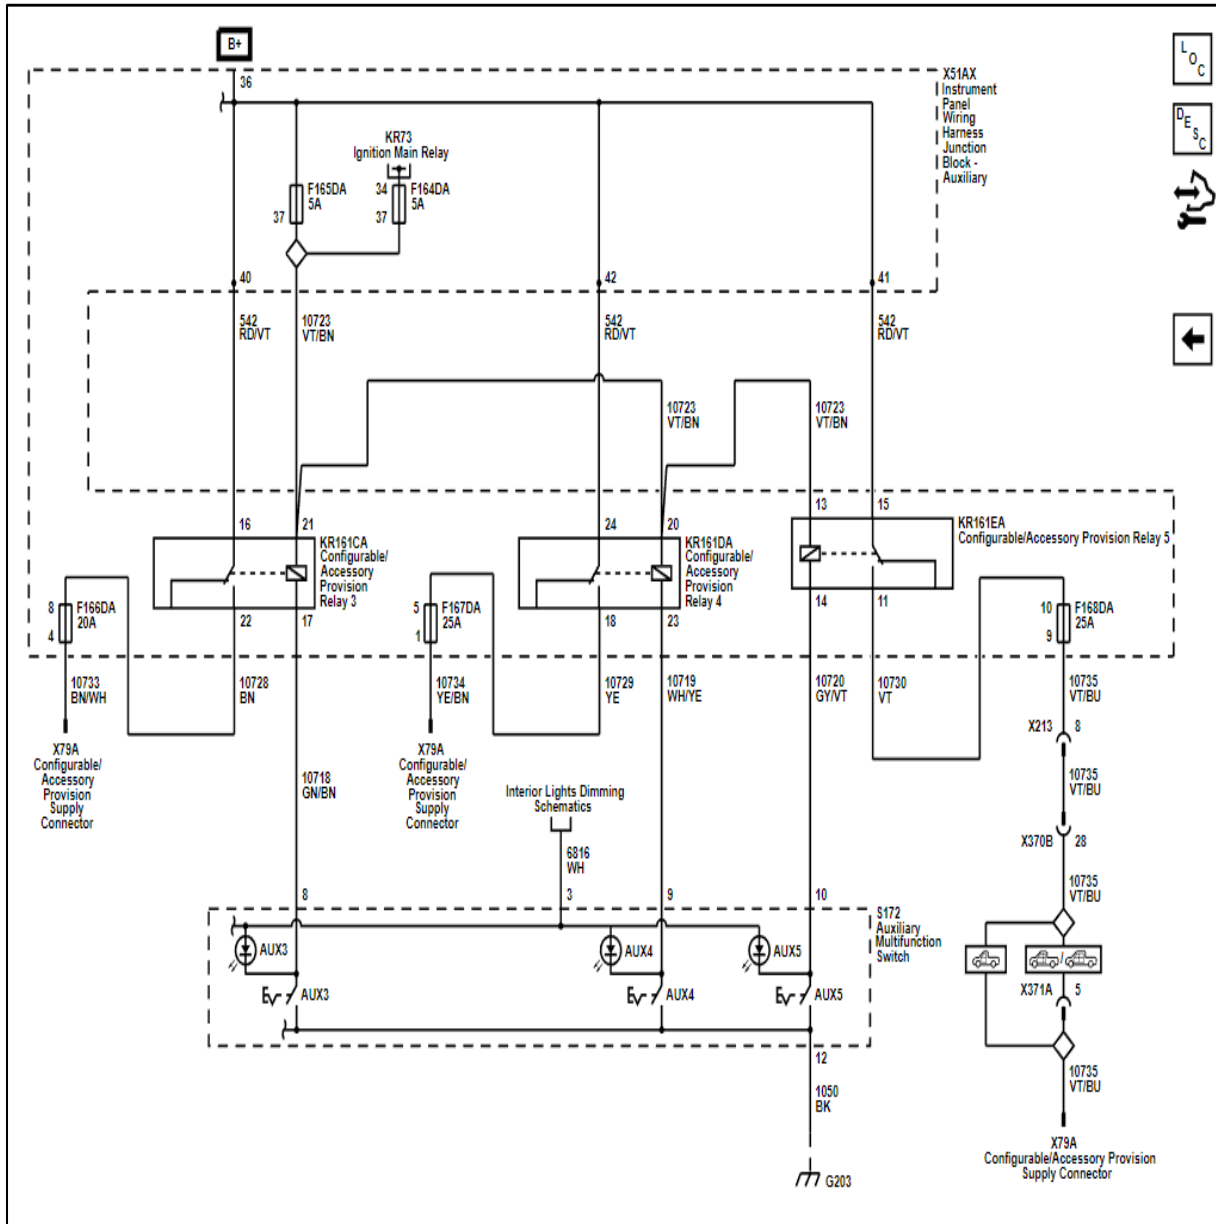 B+
36
X51AX
Instrument
Panel
Wiring
Harness
Junction
Block -
Auxiliary
LOC
DESC
KR73
Ignition Main Relay
F165DA
5A
37
34
F164DA
5A
37
40
42
41
542
RD/VT
10723
VT/BN
542
RD/VT
542
RD/VT
10723
VT/BN
10723
VT/BN
16
21
24
20
13
15
KR161CA
Configurable/
Accessory
Provision
Relay 3
KR161DA
Configurable/
Accessory
Provision
Relay 4
KR161EA
Configurable/Accessory Provision Relay 5
8
F166DA
20A
4
22
17
5
F167DA
25A
1
18
23
14
11
10
F168DA
25A
9
10733
BN/WH
10728
BN
10734
YE/BN
10729
YE
10719
WH/YE
10720
GY/VT
10730
VT
10735
VT/BU
X213
8
X79A
Configurable/
Accessory
Provision
Supply
Connector
10718
GN/BN
X79A
Configurable/
Accessory
Provision
Supply
Connector
Interior Lights Dimming
Schematics
10735
VT/BU
6816
WH
X370B
28
8
3
9
10
10735
VT/BU
S172
Auxiliary
Multifunction
Switch
AUX3
AUX4
AUX5
AUX3
AUX4
AUX5
/
X371A
5
12
1050
BK
10735
VT/BU
G203
X79A
Configurable/Accessory Provision
Supply Connector